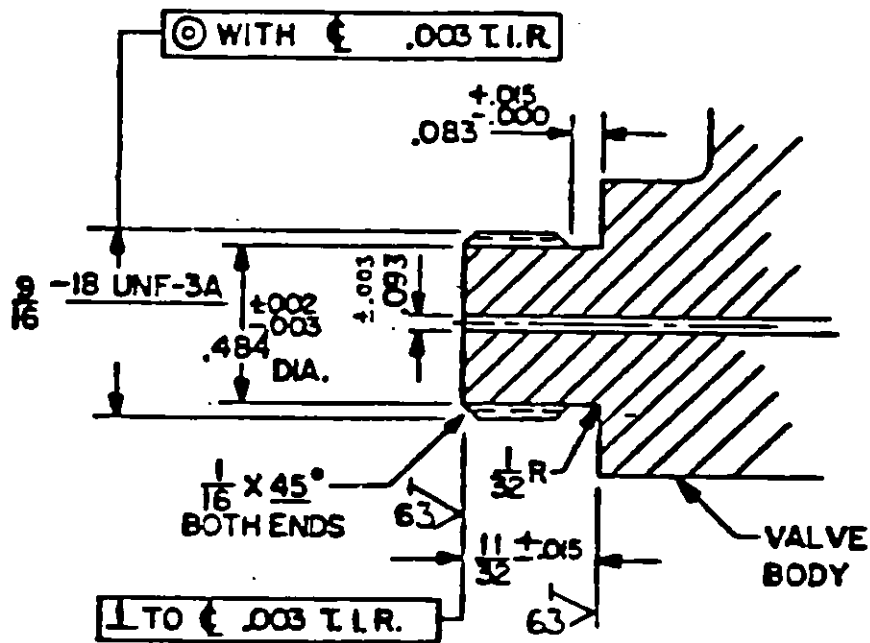 ◎ WITH ℄ .003 T.I.R.
+.015
-.000
.083
9/16 -18 UNF-3A
±.002
-.003
.484
DIA.
±.003
.093
1/16 X 45°
BOTH ENDS
63
1/32 R
11/32 ±.015
63
VALVE
BODY
⊥ TO ℄ .003 T.I.R.